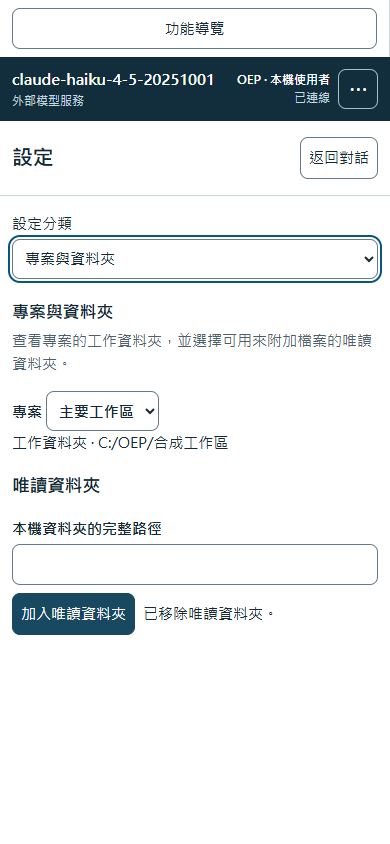 功能導覽
claude-haiku-4-5-20251001
外部模型服務
OEP · 本機使用者
已連線
···
設定
返回對話
設定分類
專案與資料夾
專案與資料夾
查看專案的工作資料夾，並選擇可用來附加檔案的唯讀
資料夾。
專案 主要工作區
工作資料夾 · C:/OEP/合成工作區
唯讀資料夾
本機資料夾的完整路徑
加入唯讀資料夾 已移除唯讀資料夾。